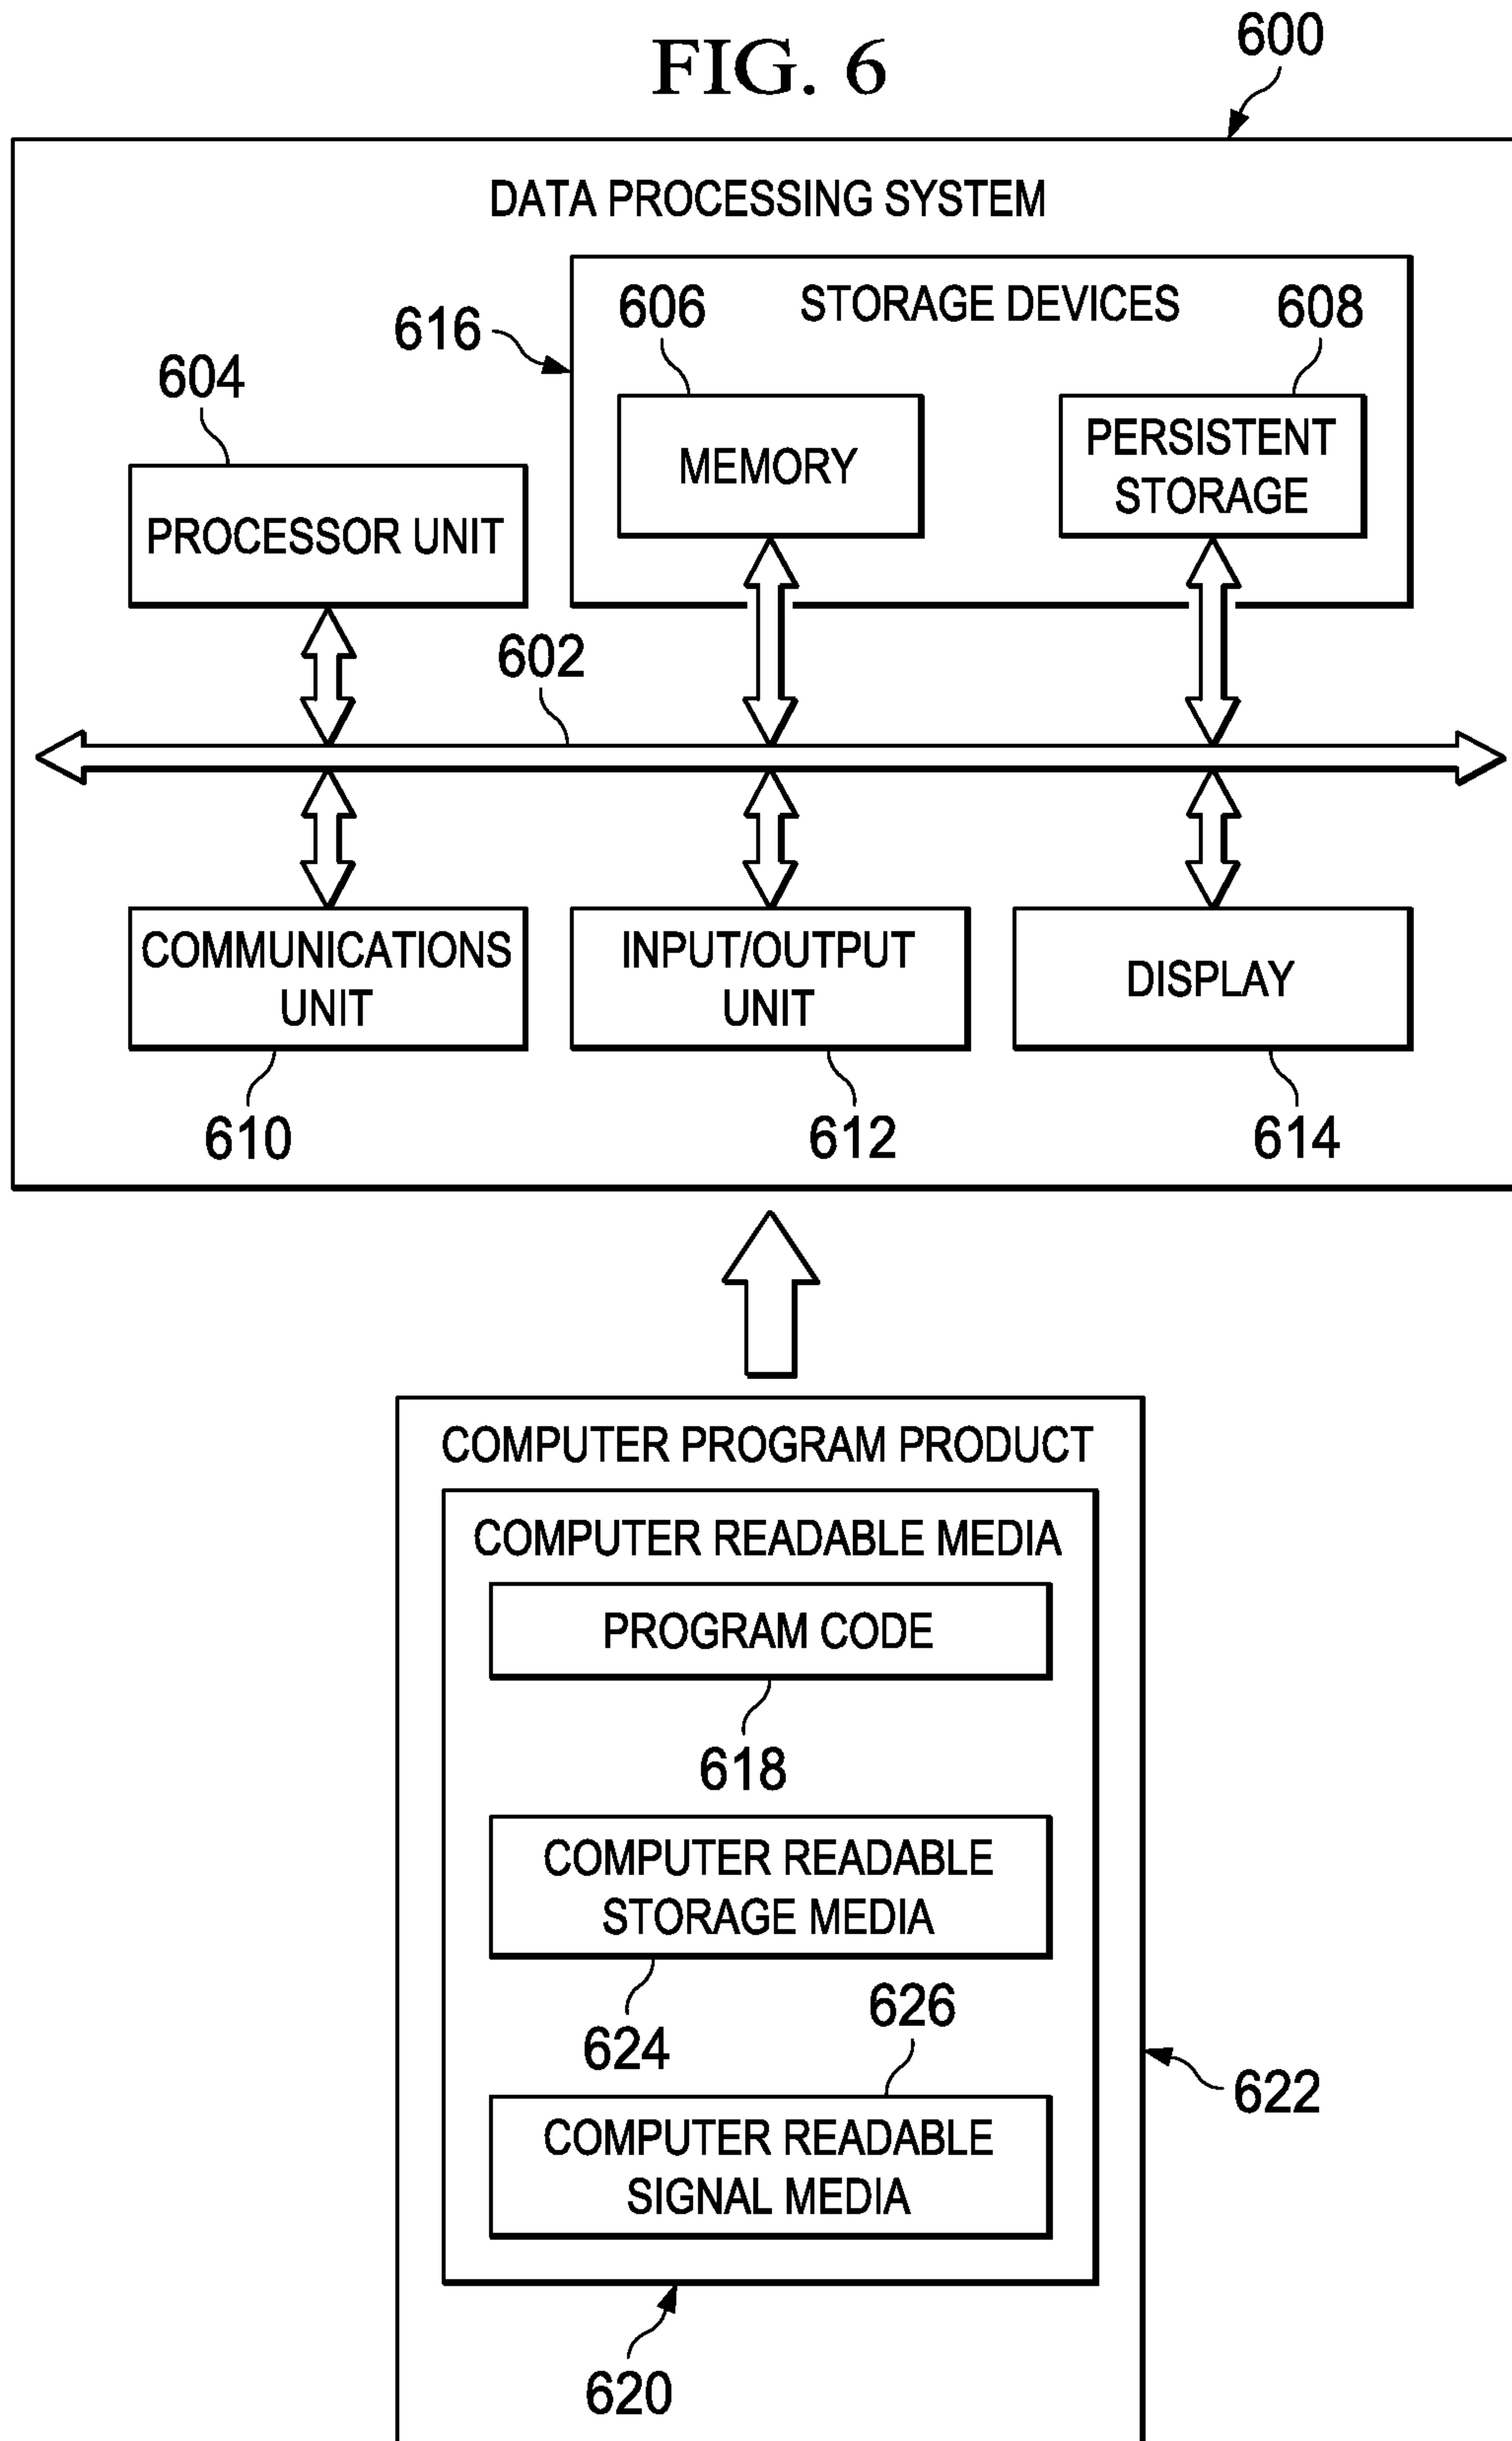 FIG. 6
600
DATA PROCESSING SYSTEM
STORAGE DEVICES
616
606
608
604
MEMORY
PERSISTENT
STORAGE
PROCESSOR UNIT
602
COMMUNICATIONS
UNIT
INPUT/OUTPUT
UNIT
DISPLAY
610
612
614
COMPUTER PROGRAM PRODUCT
COMPUTER READABLE MEDIA
PROGRAM CODE
618
COMPUTER READABLE
STORAGE MEDIA
624
626
COMPUTER READABLE
SIGNAL MEDIA
622
620